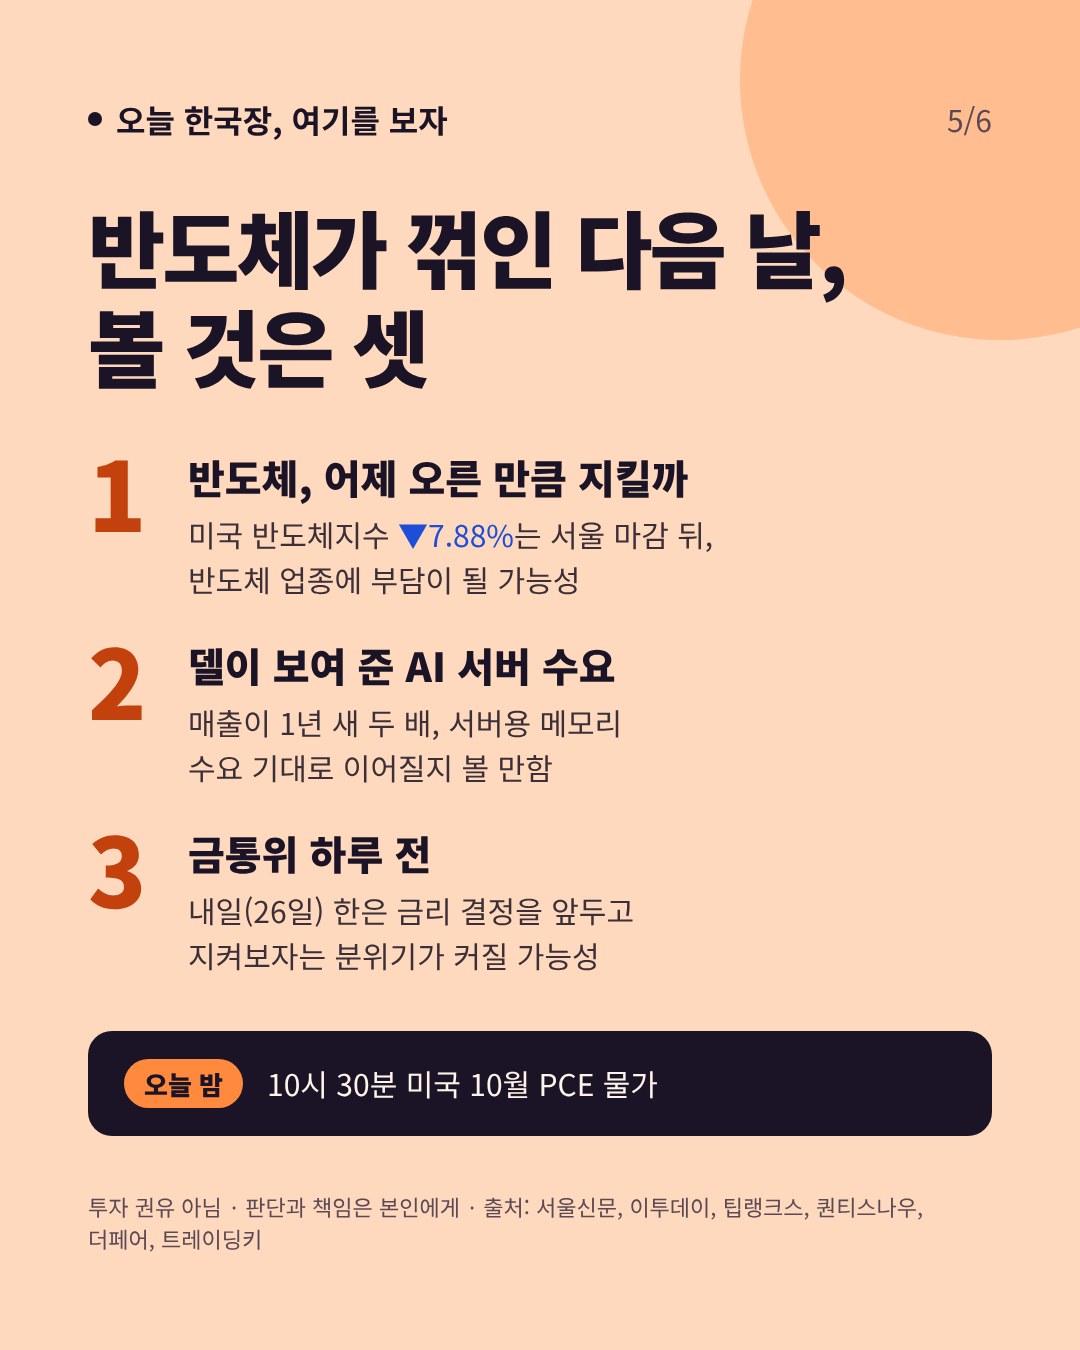 • 오늘 한국장, 여기를 보자
5/6
반도체가 꺾인 다음 날,
볼 것은 셋
1
반도체, 어제 오른 만큼 지킬까
미국 반도체지수 ▼7.88%는 서울 마감 뒤,
반도체 업종에 부담이 될 가능성
2
델이 보여 준 AI 서버 수요
매출이 1년 새 두 배, 서버용 메모리
수요 기대로 이어질지 볼 만함
3
금통위 하루 전
내일(26일) 한은 금리 결정을 앞두고
지켜보자는 분위기가 커질 가능성
오늘 밤 10시 30분 미국 10월 PCE 물가
투자 권유 아님 · 판단과 책임은 본인에게 · 출처: 서울신문, 이투데이, 팁랭크스, 퀀티스나우,
더페어, 트레이딩키